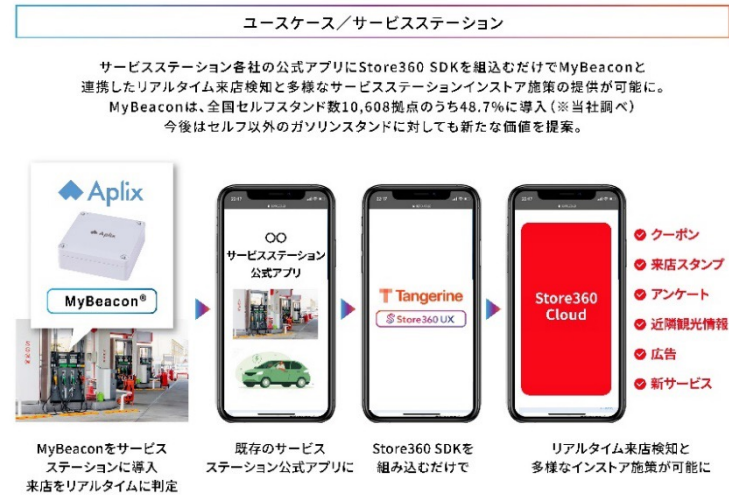 ユースケース／サービスステーション
サービスステーション各社の公式アプリにStore360 SDKを組込むだけでMyBeaconと
連携したリアルタイム来店検知と多様なサービスステーションインストア施策の提供が可能に。
MyBeaconは、全国セルフスタンド数10,608拠点のうち48.7%に導入（※当社調べ）
今後はセルフ以外のガソリンスタンドに対しても新たな価値を提案。
Aplix
Aplix
MyBeacon®
MyBeaconをサービス
ステーションに導入
来店をリアルタイムに判定
22:47
○○
サービスステーション
公式アプリ
既存のサービス
ステーション公式アプリに
22:47
Tangerine
Store360 UX
Store360 SDKを
組み込むだけで
22:47
Store360
Cloud
クーポン
来店スタンプ
アンケート
近隣観光情報
広告
新サービス
リアルタイム来店検知と
多様なインストア施策が可能に